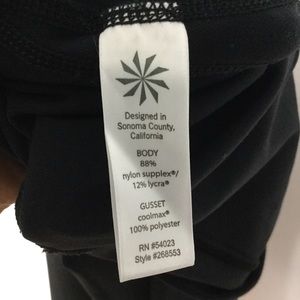 Designed in
Sonoma County,
California
BODY
88%
nylon supplex®/
12% lycra®
GUSSET
coolmax®
100% polyester
RN #54023
Style #268553